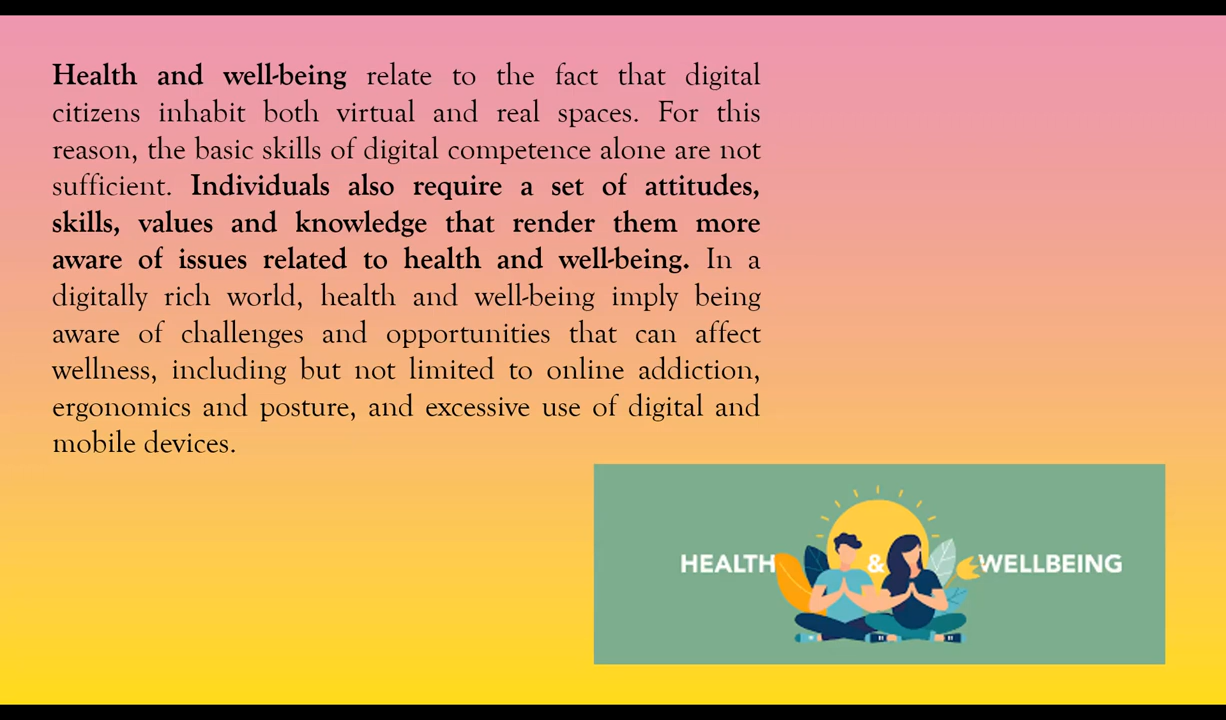 Health and well-being relate to the fact that digital
citizens inhabit both virtual and real spaces. For this
reason, the basic skills of digital competence alone are not
sufficient. Individuals also require a set of attitudes,
skills, values and knowledge that render them more
aware of issues related to health and well-being. In a
digitally rich world, health and well-being imply being
aware of challenges and opportunities that can affect
wellness, including but not limited to online addiction,
ergonomics and posture, and excessive use of digital and
mobile devices.
HEALTH & WELLBEING